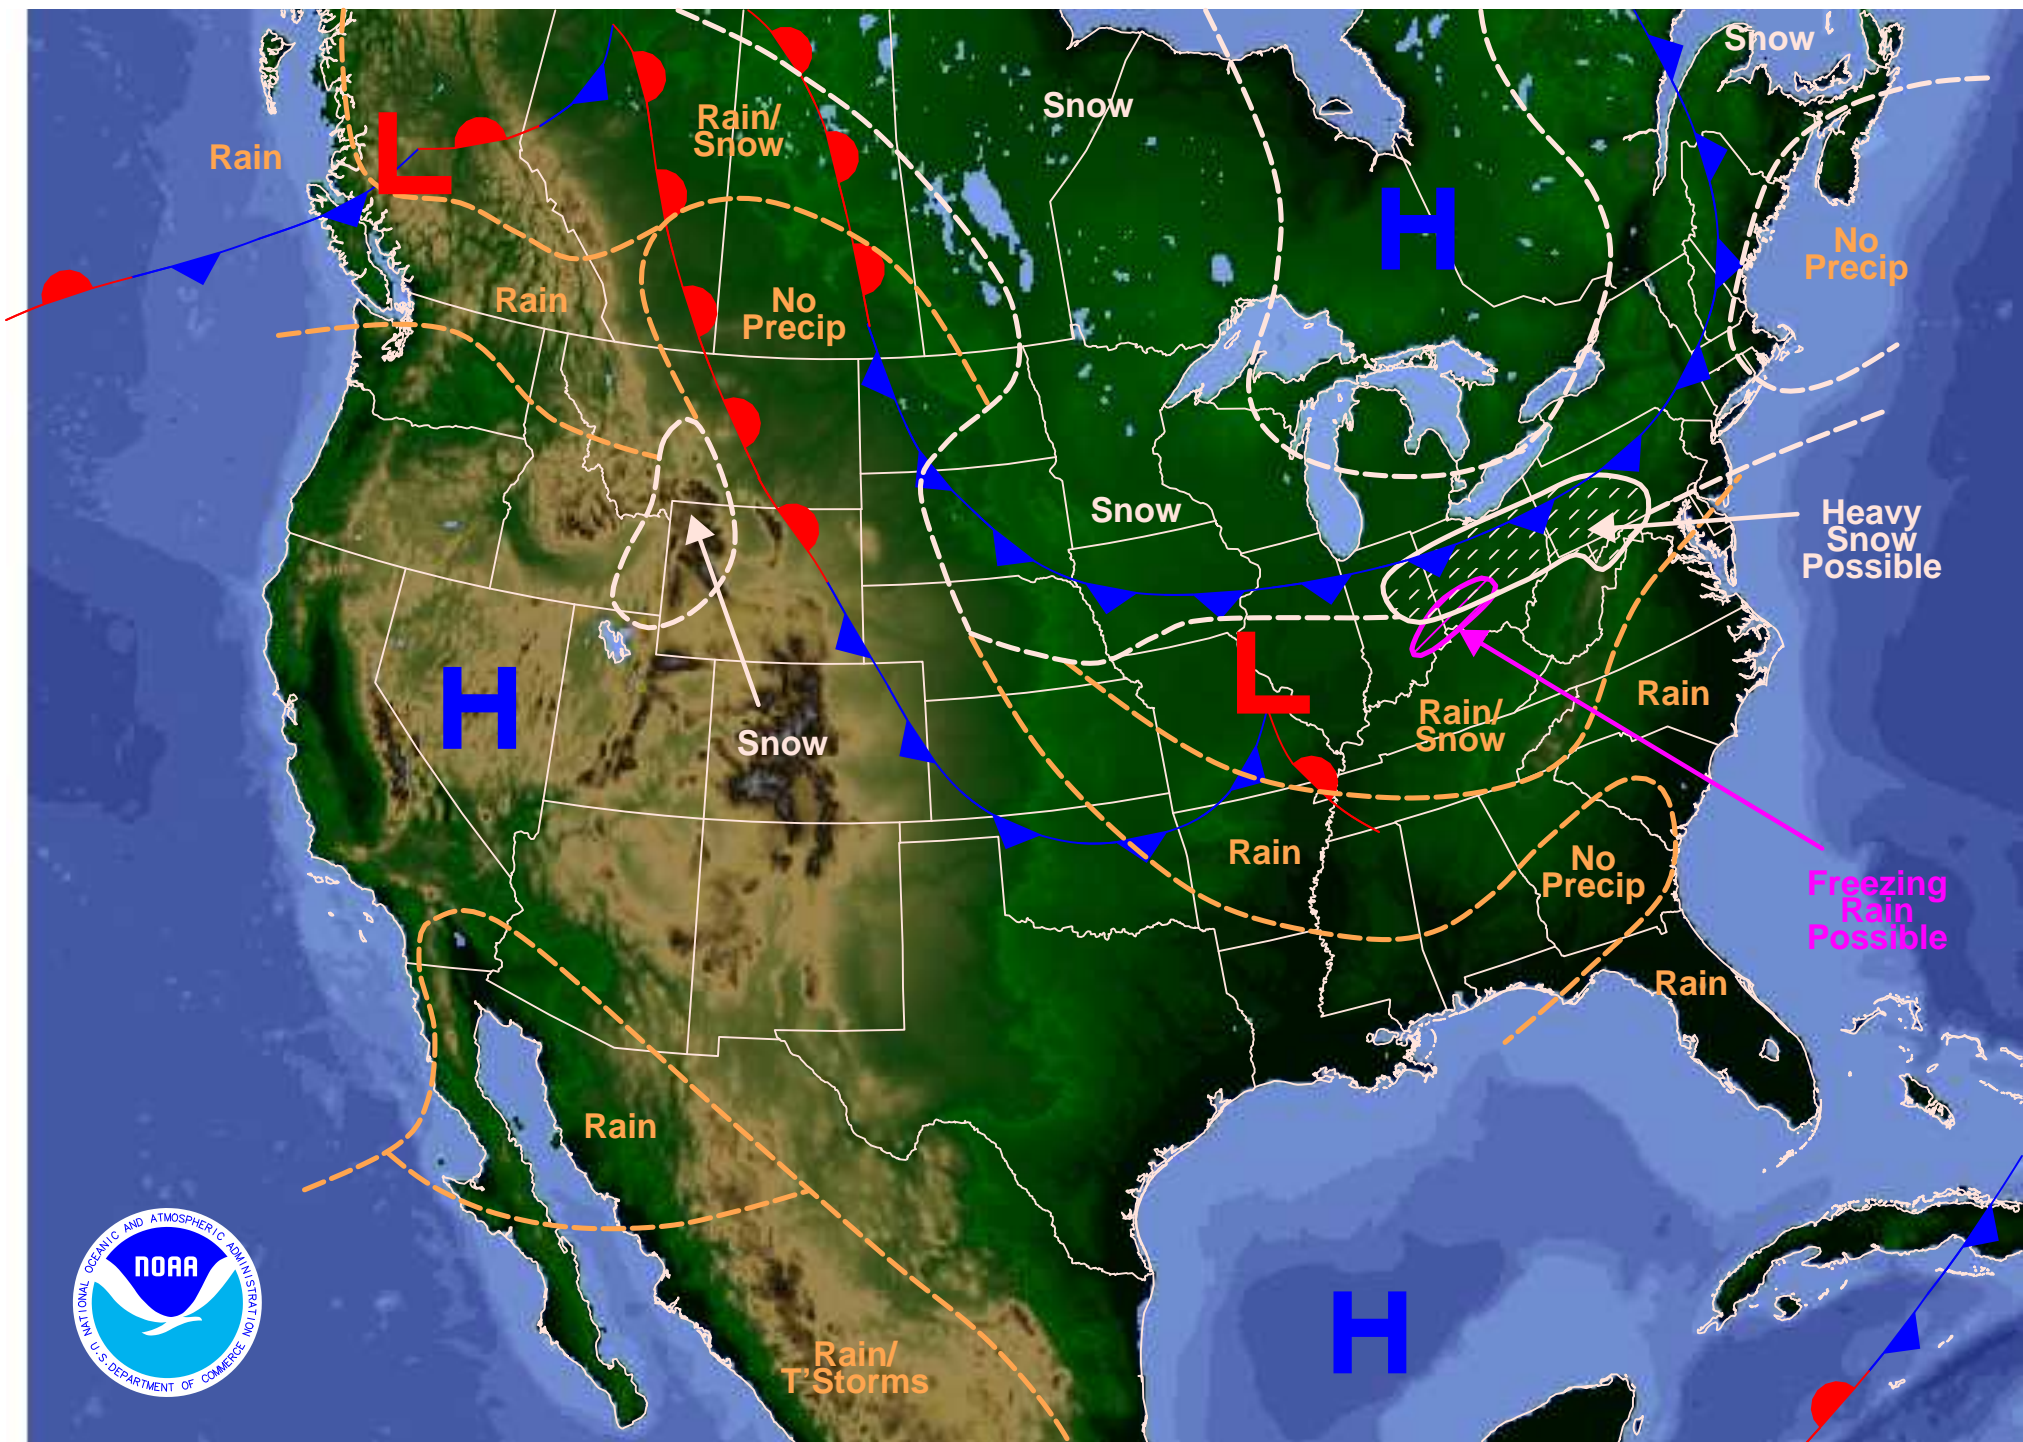 Snow
Snow
Rain/
Snow
Rain
L
H
No
Precip
Rain
No
Precip
Snow
Heavy
Snow
Possible
L
H
Rain
Rain/
Snow
Snow
Rain
No
Precip
Freezing
Rain
Possible
Rain
Rain
H
Rain/
T'Storms
NATIONAL OCEANIC AND ATMOSPHERIC ADMINISTRATION
NOAA
U.S. DEPARTMENT OF COMMERCE